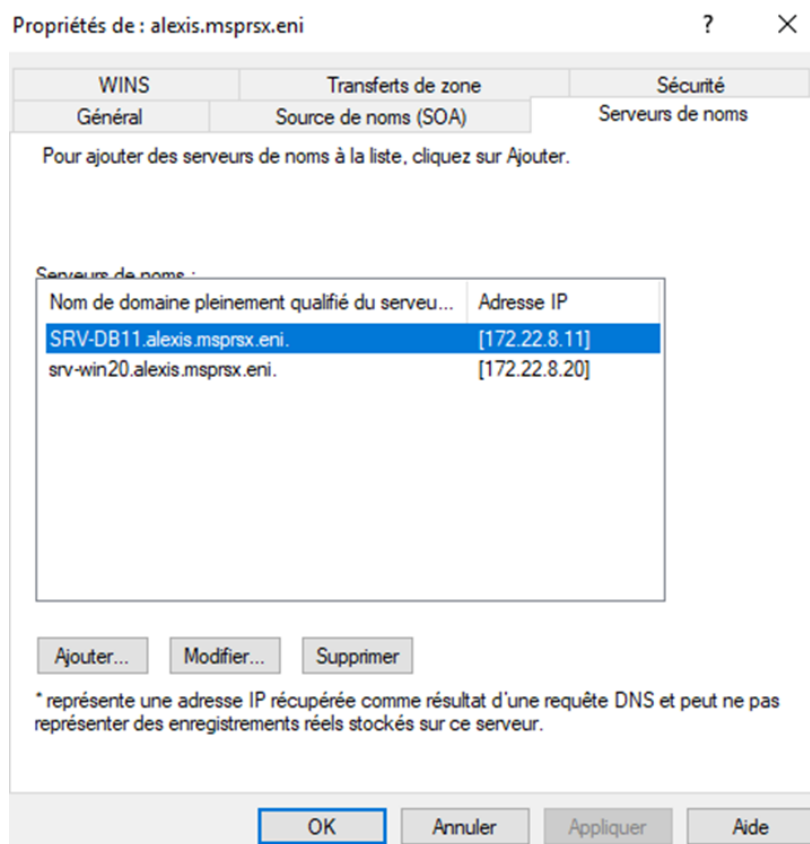 Propriétés de : alexis.msprsx.eni ? ×
WINS Transferts de zone Sécurité
Général Source de noms (SOA) Serveurs de noms
Pour ajouter des serveurs de noms à la liste, cliquez sur Ajouter.
Serveurs de noms :
Nom de domaine pleinement qualifié du serveu... Adresse IP
SRV-DB11.alexis.msprsx.eni. [172.22.8.11]
srv-win20.alexis.msprsx.eni. [172.22.8.20]
Ajouter... Modifier... Supprimer
* représente une adresse IP récupérée comme résultat d'une requête DNS et peut ne pas
représenter des enregistrements réels stockés sur ce serveur.
OK Annuler Appliquer Aide